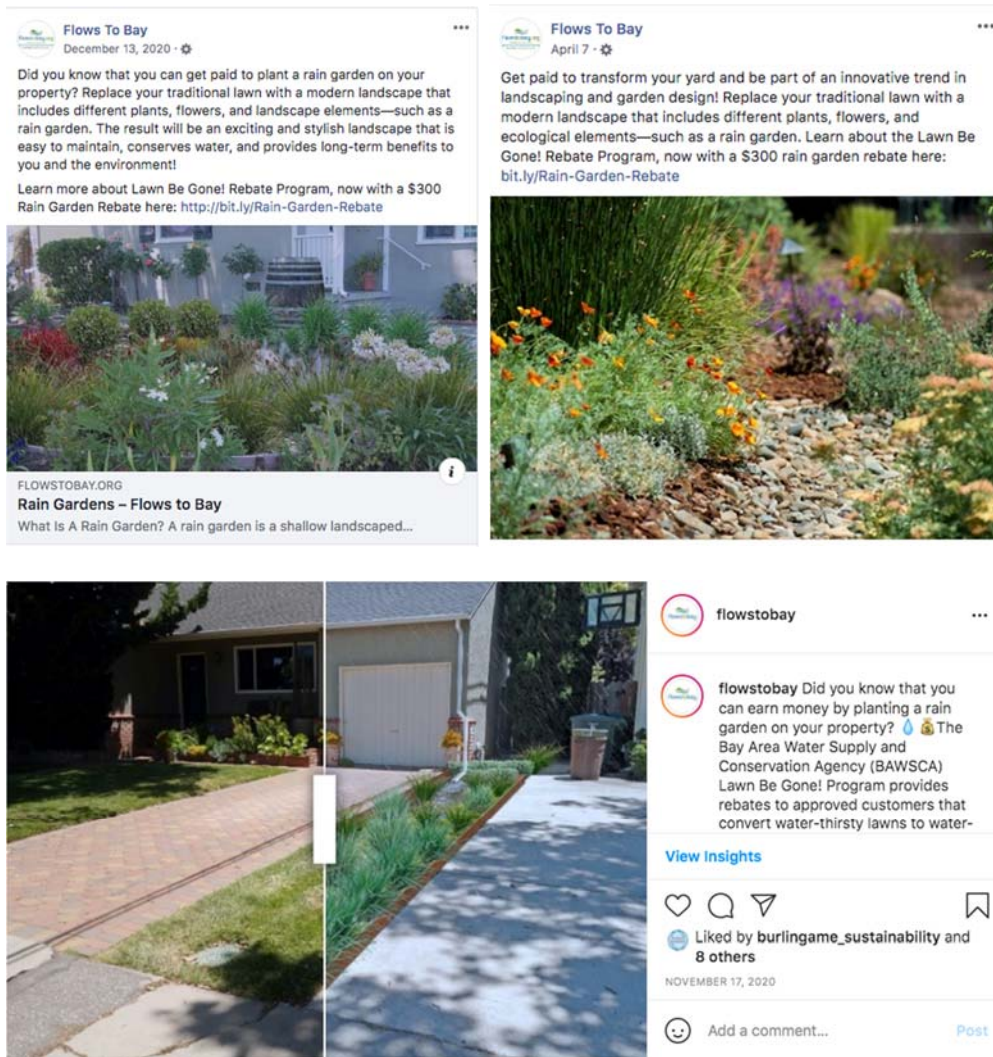 Flows To Bay
December 13, 2020 ·
Did you know that you can get paid to plant a rain garden on your
property? Replace your traditional lawn with a modern landscape that
includes different plants, flowers, and landscape elements—such as a
rain garden. The result will be an exciting and stylish landscape that is
easy to maintain, conserves water, and provides long-term benefits to
you and the environment!
Learn more about Lawn Be Gone! Rebate Program, now with a $300
Rain Garden Rebate here: http://bit.ly/Rain-Garden-Rebate
FLOWSTOBAY.ORG
Rain Gardens – Flows to Bay
What Is A Rain Garden? A rain garden is a shallow landscaped...
Flows To Bay
April 7 ·
Get paid to transform your yard and be part of an innovative trend in
landscaping and garden design! Replace your traditional lawn with a
modern landscape that includes different plants, flowers, and
ecological elements—such as a rain garden. Learn about the Lawn Be
Gone! Rebate Program, now with a $300 rain garden rebate here:
bit.ly/Rain-Garden-Rebate
flowstobay
flowstobay Did you know that you
can earn money by planting a rain
garden on your property? 💧 💰The
Bay Area Water Supply and
Conservation Agency (BAWSCA)
Lawn Be Gone! Program provides
rebates to approved customers that
convert water-thirsty lawns to water-
View Insights
Liked by burlingame_sustainability and
8 others
NOVEMBER 17, 2020
Add a comment...
Post